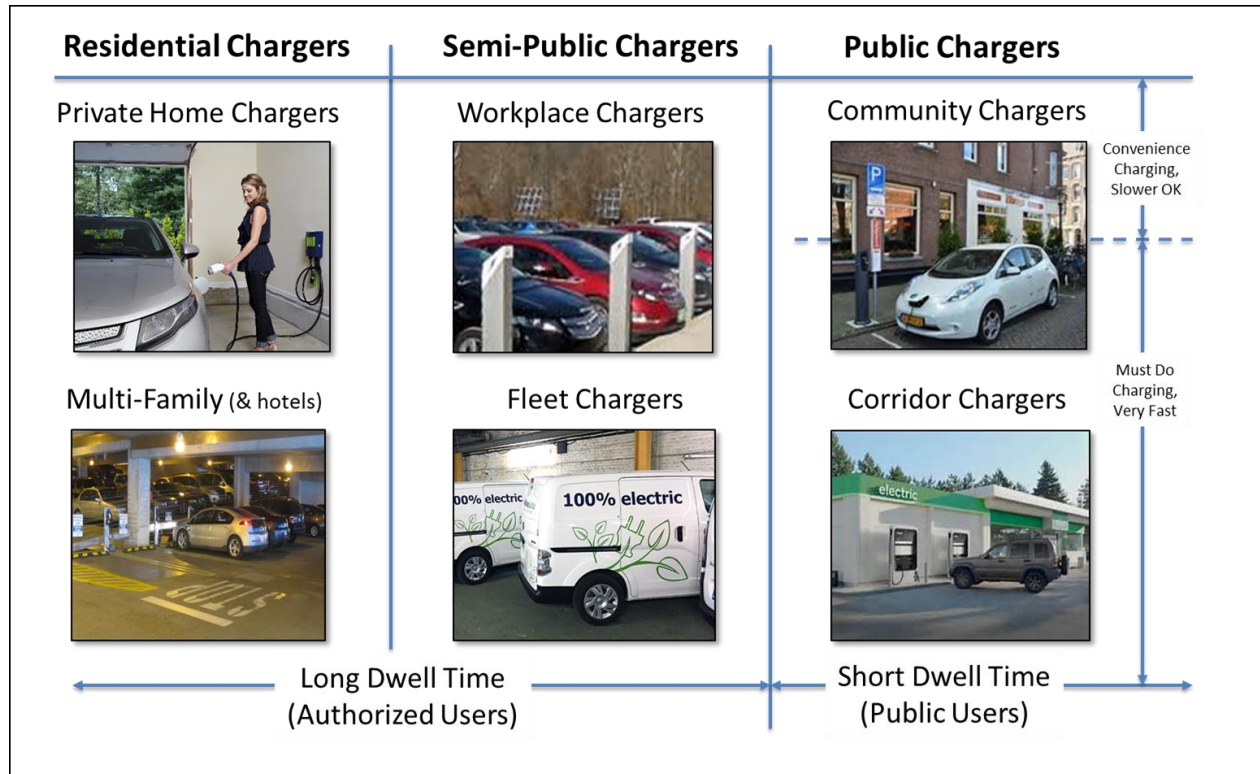 Residential Chargers
Semi-Public Chargers
Public Chargers
Private Home Chargers
Workplace Chargers
Community Chargers
Convenience
Charging,
Slower OK
P
Multi-Family (& hotels)
Fleet Chargers
Corridor Chargers
Must Do
Charging,
Very Fast
STOP
100% electric
100% electric
electric
Long Dwell Time
(Authorized Users)
Short Dwell Time
(Public Users)